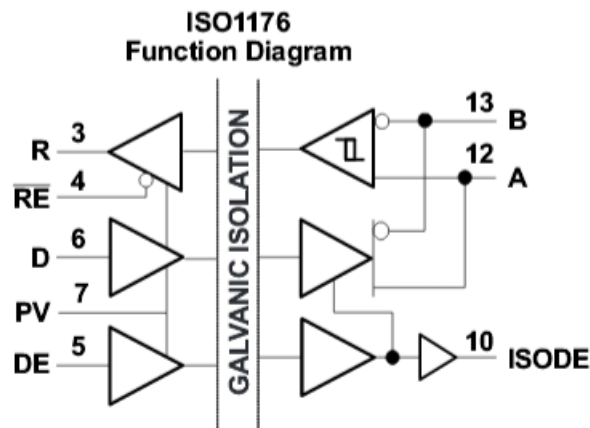 ISO1176
Function Diagram
GALVANIC ISOLATION
R 3
RE 4
D 6
PV 7
DE 5
13 B
12 A
10 ISODE